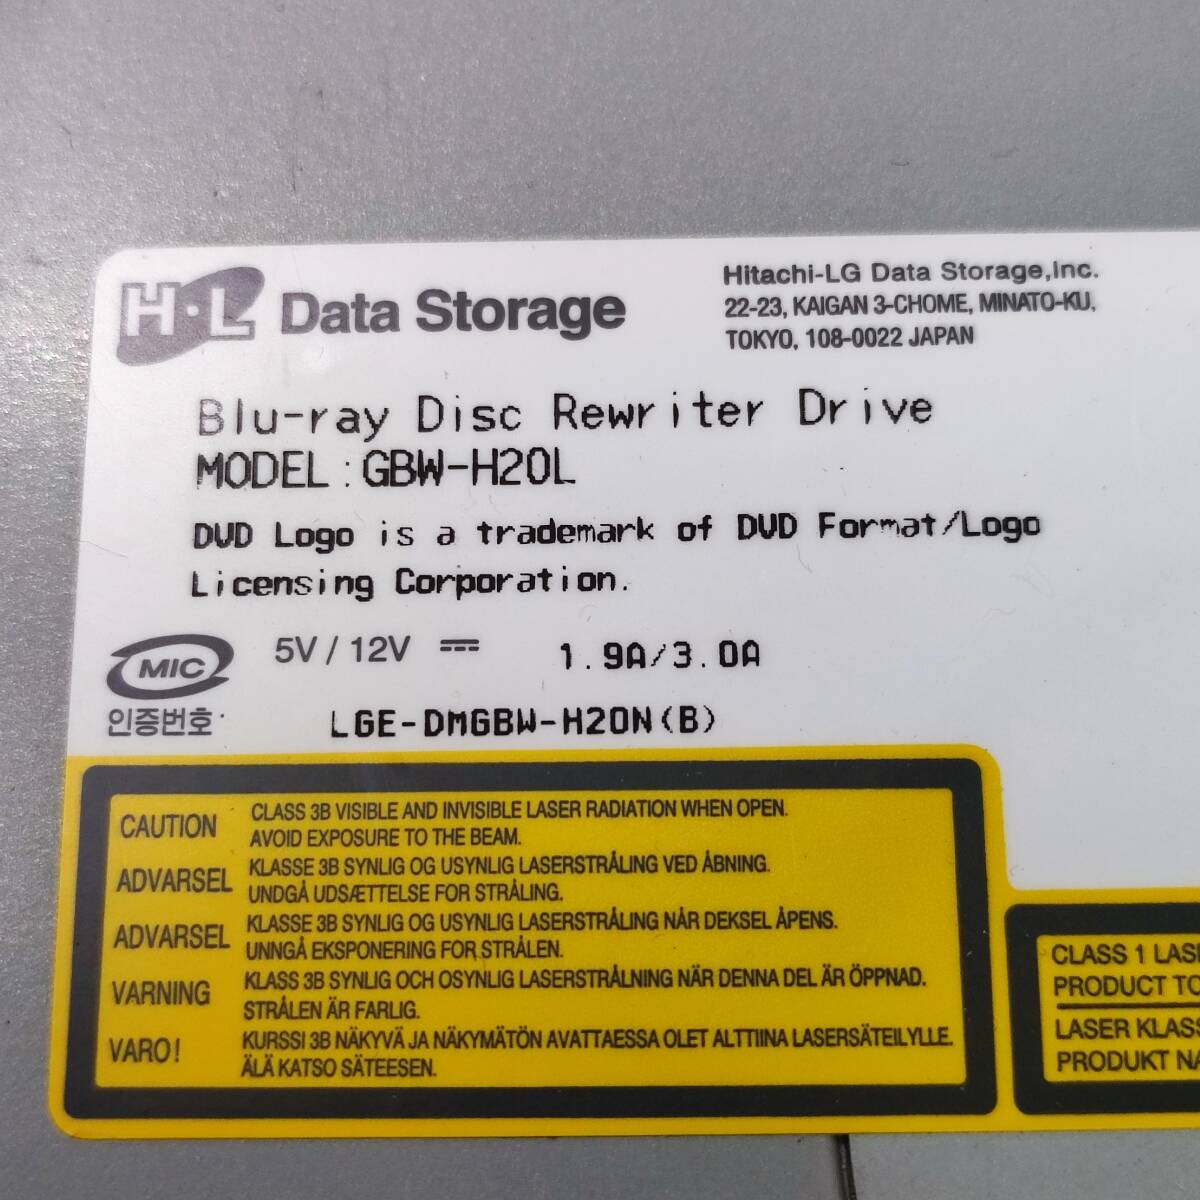 H·L Data Storage
Hitachi-LG Data Storage,Inc.
22-23, KAIGAN 3-CHOME, MINATO-KU,
TOKYO, 108-0022 JAPAN
Blu-ray Disc Rewriter Drive
MODEL : GBW-H20L
DVD Logo is a trademark of DVD Format/Logo
Licensing Corporation.
5V / 12V ⎓ 1.9A/3.0A
MIC
인증번호 LGE-DMGBW-H20N(B)
CAUTION CLASS 3B VISIBLE AND INVISIBLE LASER RADIATION WHEN OPEN.
AVOID EXPOSURE TO THE BEAM.
ADVARSEL KLASSE 3B SYNLIG OG USYNLIG LASERSTRÅLING VED ÅBNING.
UNDGÅ UDSÆTTELSE FOR STRÅLING.
ADVARSEL KLASSE 3B SYNLIG OG USYNLIG LASERSTRÅLING NÅR DEKSEL ÅPENS.
UNNGÅ EKSPONERING FOR STRÅLEN.
VARNING KLASS 3B SYNLIG OCH OSYNLIG LASERSTRÅLNING NÄR DENNA DEL ÄR ÖPPNAD.
STRÅLEN ÄR FARLIG.
VARO! KURSSI 3B NÄKYVÄ JA NÄKYMÄTÖN AVATTAESSA OLET ALTTIINA LASERSÄTEILYLLE.
ÄLÄ KATSO SÄTEESEN.
CLASS 1 LAS
PRODUCT TO
LASER KLAS
PRODUKT NA